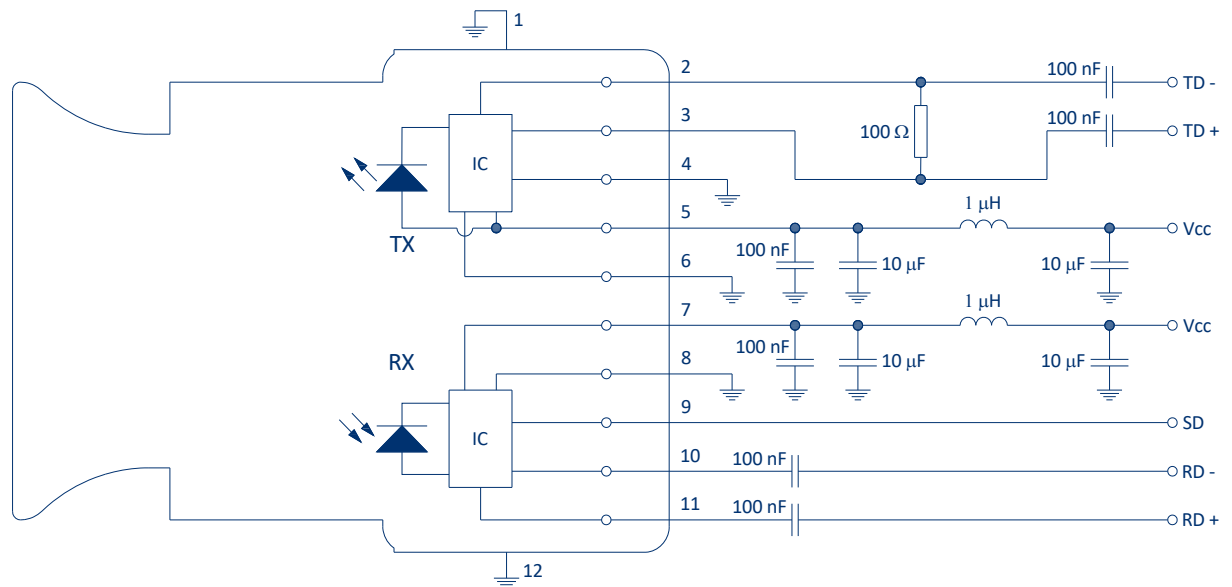 1
2
100 nF
TD -
3
100 nF
TD +
100 Ω
IC
4
1 µH
5
Vcc
TX
100 nF
10 µF
10 µF
6
1 µH
7
Vcc
RX
100 nF
10 µF
10 µF
8
9
SD
IC
10
100 nF
RD -
11
100 nF
RD +
12